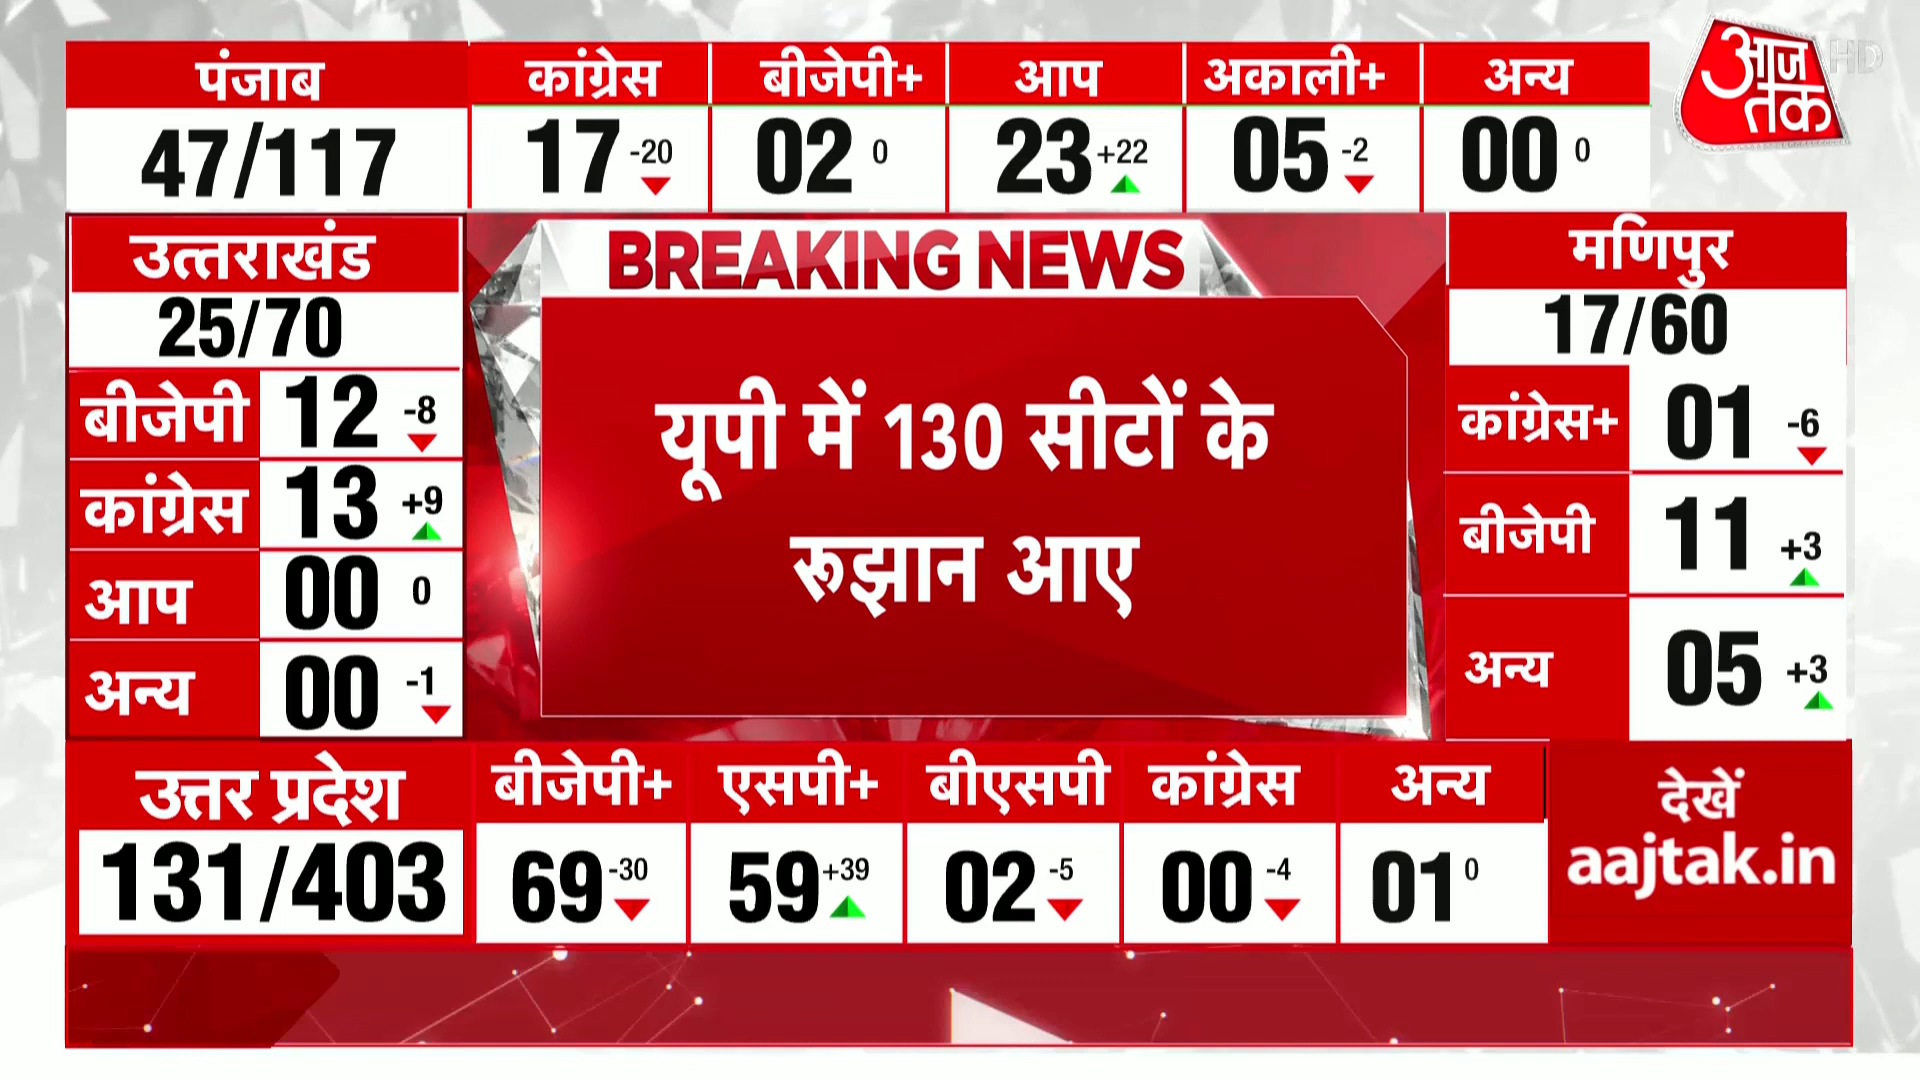 पंजाब
47/117
कांग्रेस
17 -20
बीजेपी+
02 0
आप
23 +22
अकाली+
05 -2
अन्य
00 0
आज
तक
HD
उत्तराखंड
25/70
बीजेपी 12 -8
कांग्रेस 13 +9
आप 00 0
अन्य 00 -1
BREAKING NEWS
यूपी में 130 सीटों के
रूझान आए
मणिपुर
17/60
कांग्रेस+ 01 -6
बीजेपी 11 +3
अन्य 05 +3
उत्तर प्रदेश
131/403
बीजेपी+
69 -30
एसपी+
59 +39
बीएसपी
02 -5
कांग्रेस
00 -4
अन्य
01 0
देखें
aajtak.in